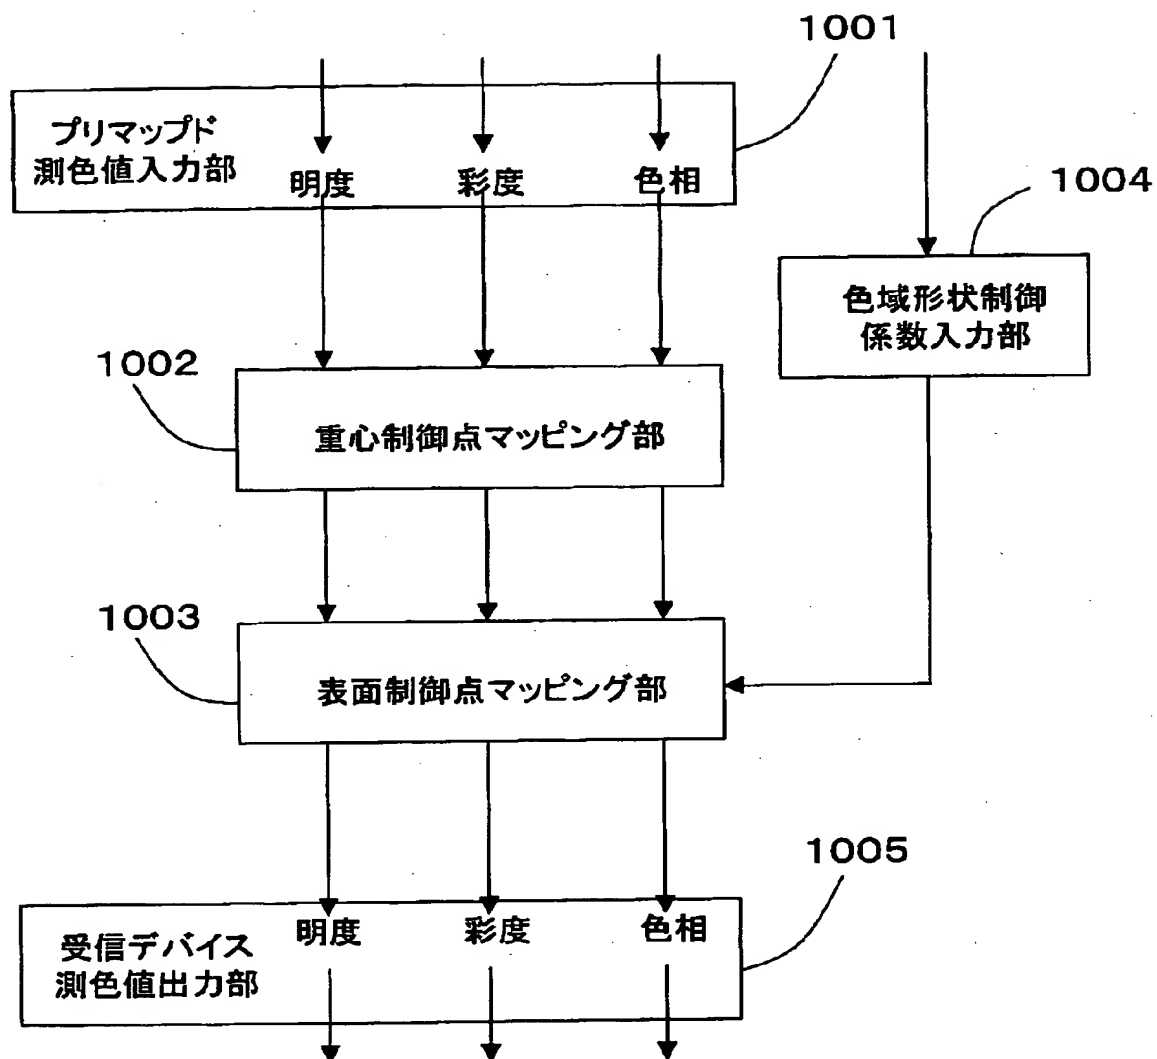 1001
プリマップド
測色値入力部
明度 彩度 色相
1004
色域形状制御
係数入力部
1002
重心制御点マッピング部
1003
表面制御点マッピング部
1005
受信デバイス
測色値出力部
明度 彩度 色相